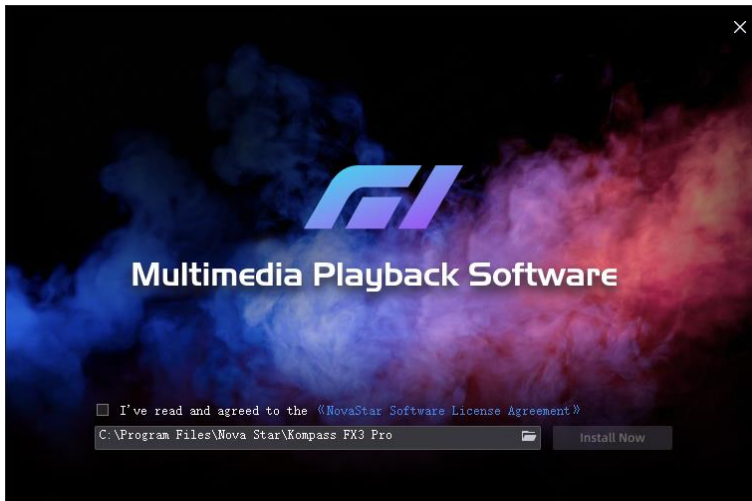 Multimedia Playback Software
I've read and agreed to the 《NovaStar Software License Agreement》
C:\Program Files\Nova Star\Kompass FX3 Pro
Install Now